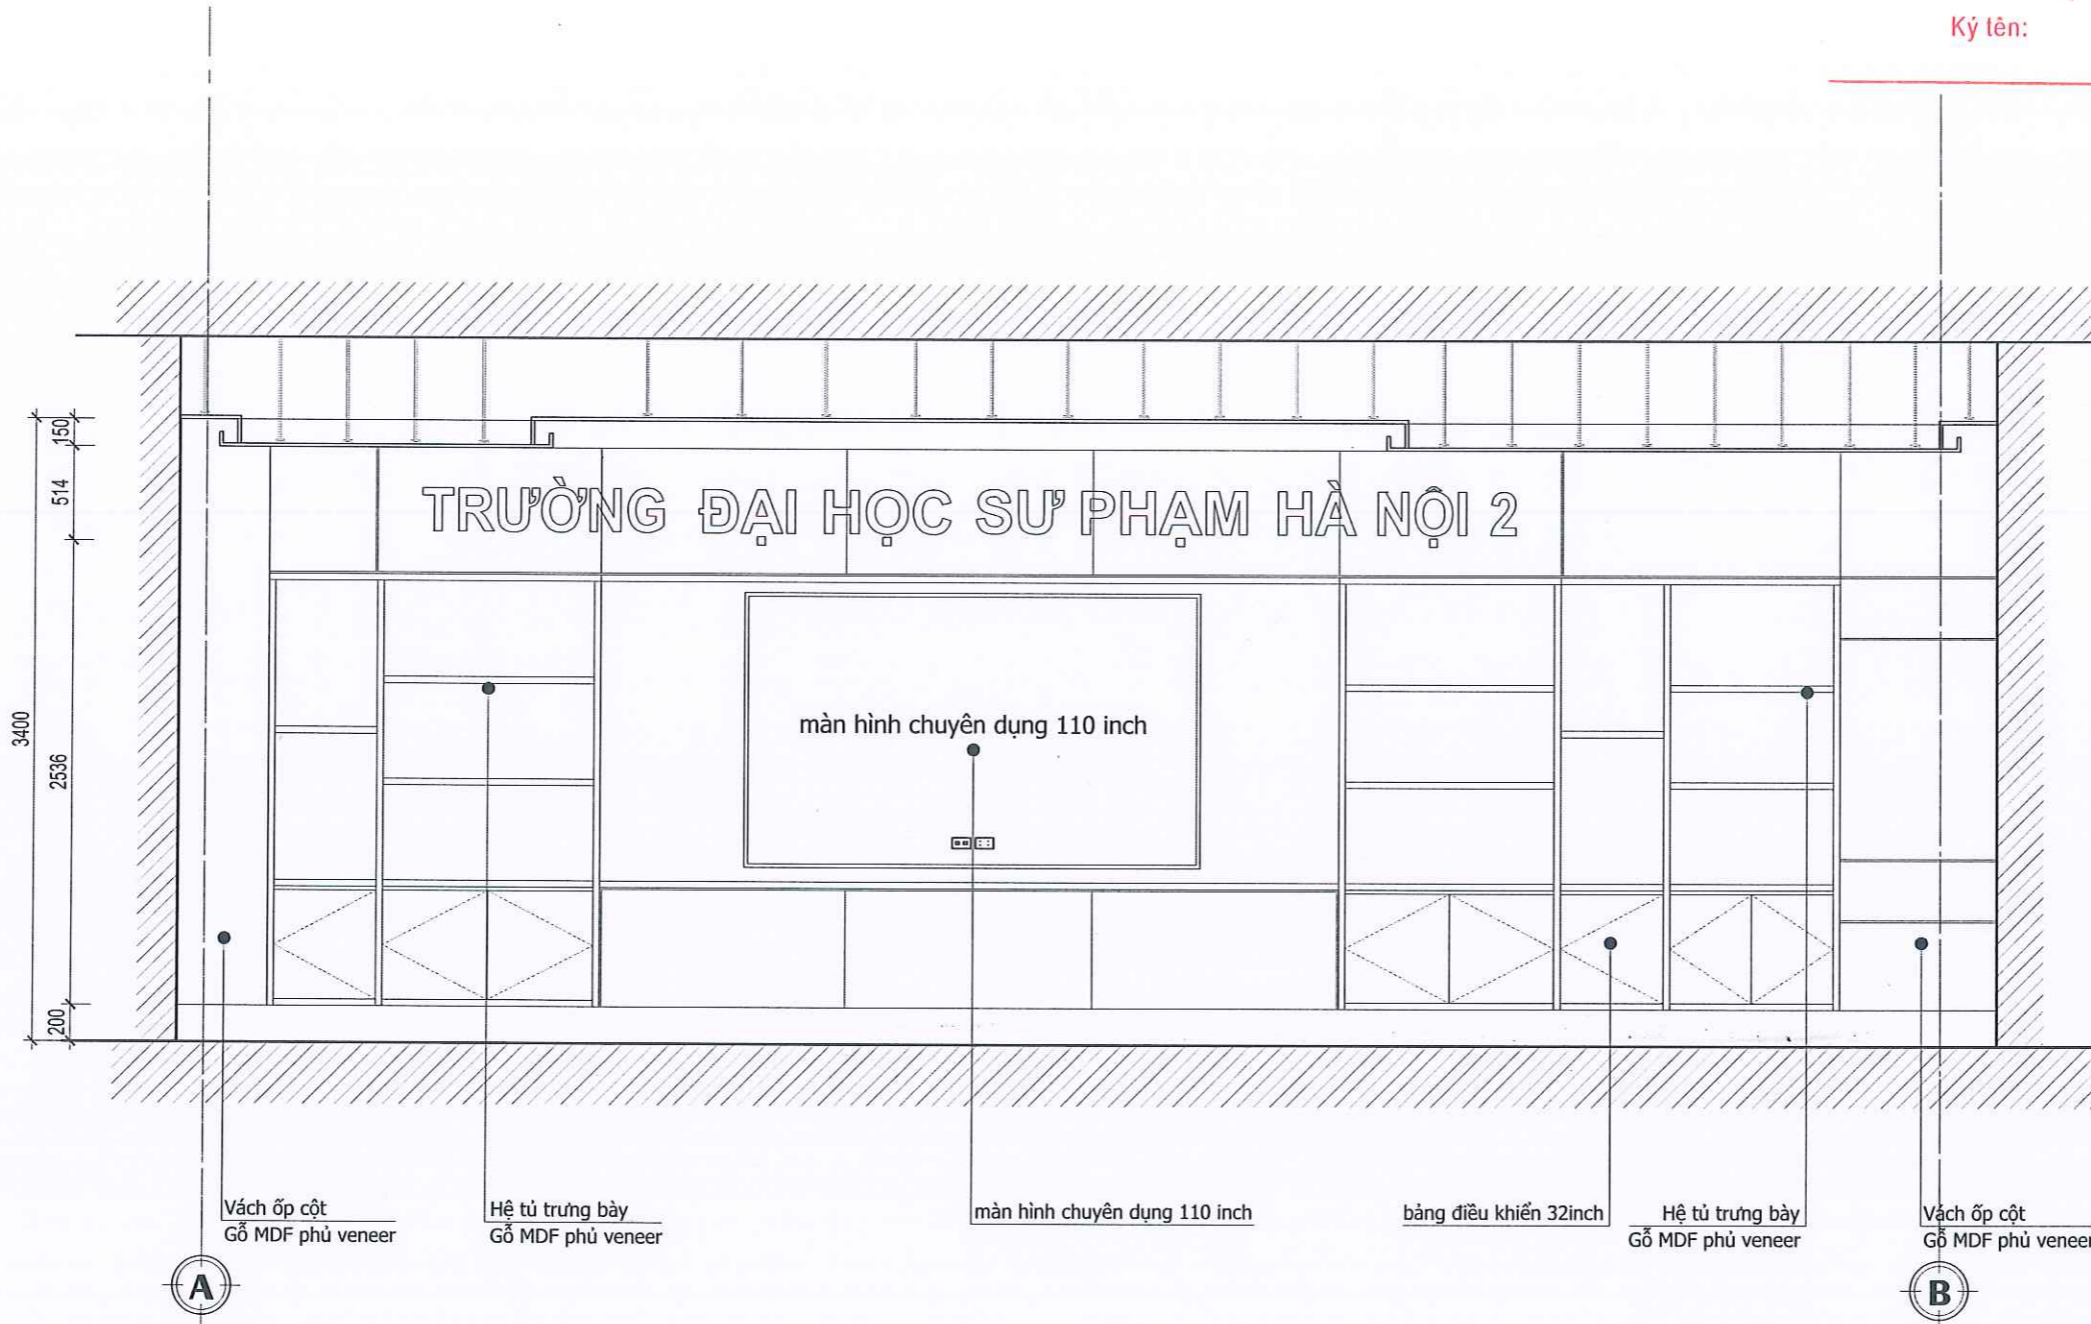 Ký tên:
150
514
TRƯỜNG ĐẠI HỌC SƯ PHẠM HÀ NỘI 2
3400
2536
màn hình chuyên dụng 110 inch
200
Vách ốp cột
Gỗ MDF phủ veneer
Hệ tủ trưng bày
Gỗ MDF phủ veneer
màn hình chuyên dụng 110 inch
bảng điều khiển 32inch
Hệ tủ trưng bày
Gỗ MDF phủ veneer
Vách ốp cột
Gỗ MDF phủ veneer
A
B